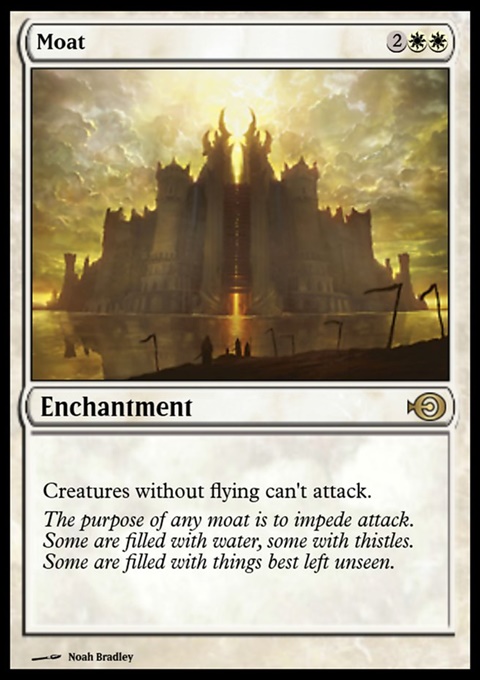 Moat 2
Enchantment
Creatures without flying can't attack.
The purpose of any moat is to impede attack.
Some are filled with water, some with thistles.
Some are filled with things best left unseen.
Noah Bradley